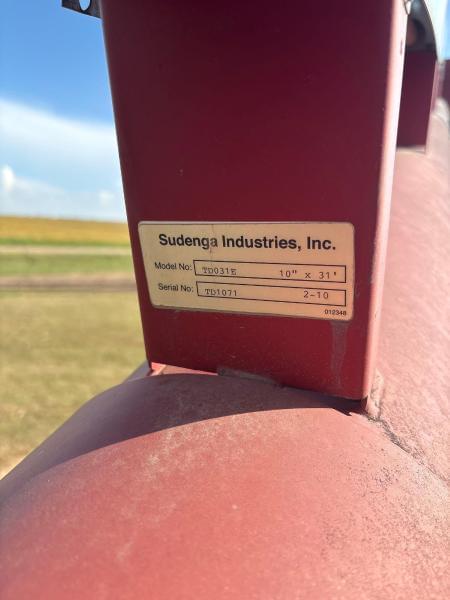 Sudenga Industries, Inc.
Model No: TD031E 10" x 31'
Serial No: TD1071 2-10
012348